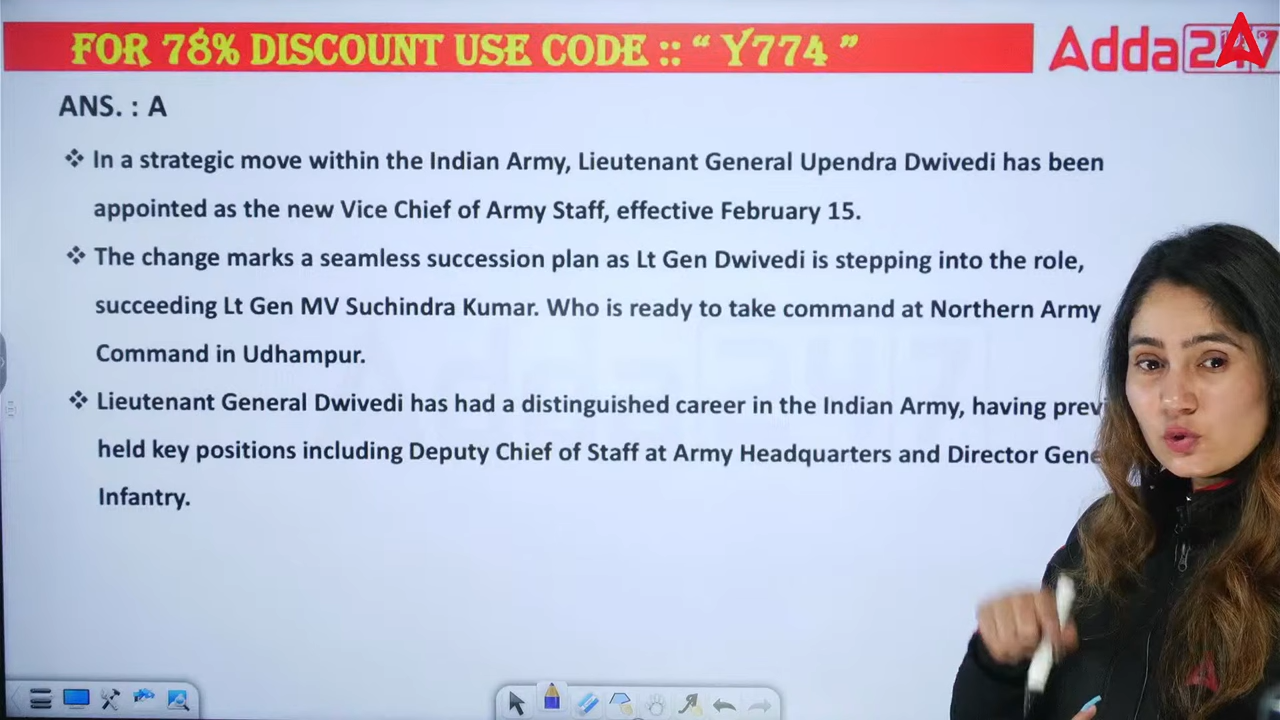 FOR 78% DISCOUNT USE CODE :: “ Y774 ”
Adda247
ANS. : A
❖ In a strategic move within the Indian Army, Lieutenant General Upendra Dwivedi has been
appointed as the new Vice Chief of Army Staff, effective February 15.
❖ The change marks a seamless succession plan as Lt Gen Dwivedi is stepping into the role,
succeeding Lt Gen MV Suchindra Kumar. Who is ready to take command at Northern Army
Command in Udhampur.
❖ Lieutenant General Dwivedi has had a distinguished career in the Indian Army, having
held key positions including Deputy Chief of Staff at Army Headquarters and Director
Infantry.